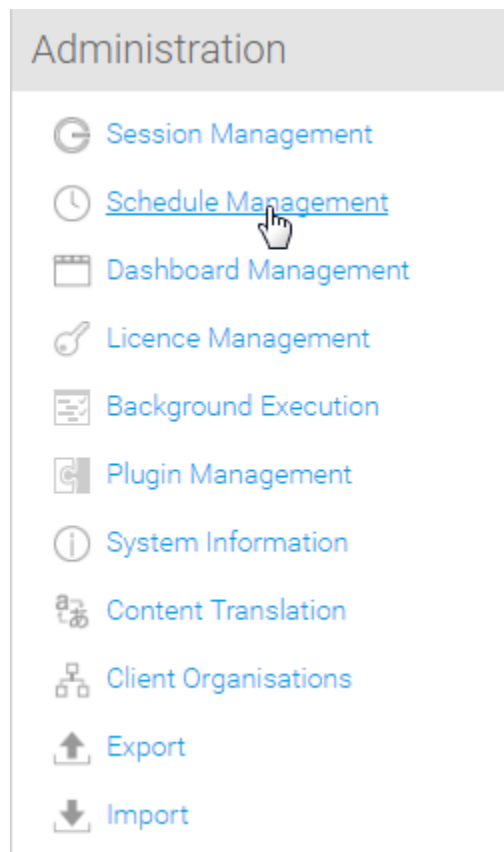 Administration
Session Management
Schedule Management
Dashboard Management
Licence Management
Background Execution
Plugin Management
System Information
Content Translation
Client Organisations
Export
Import